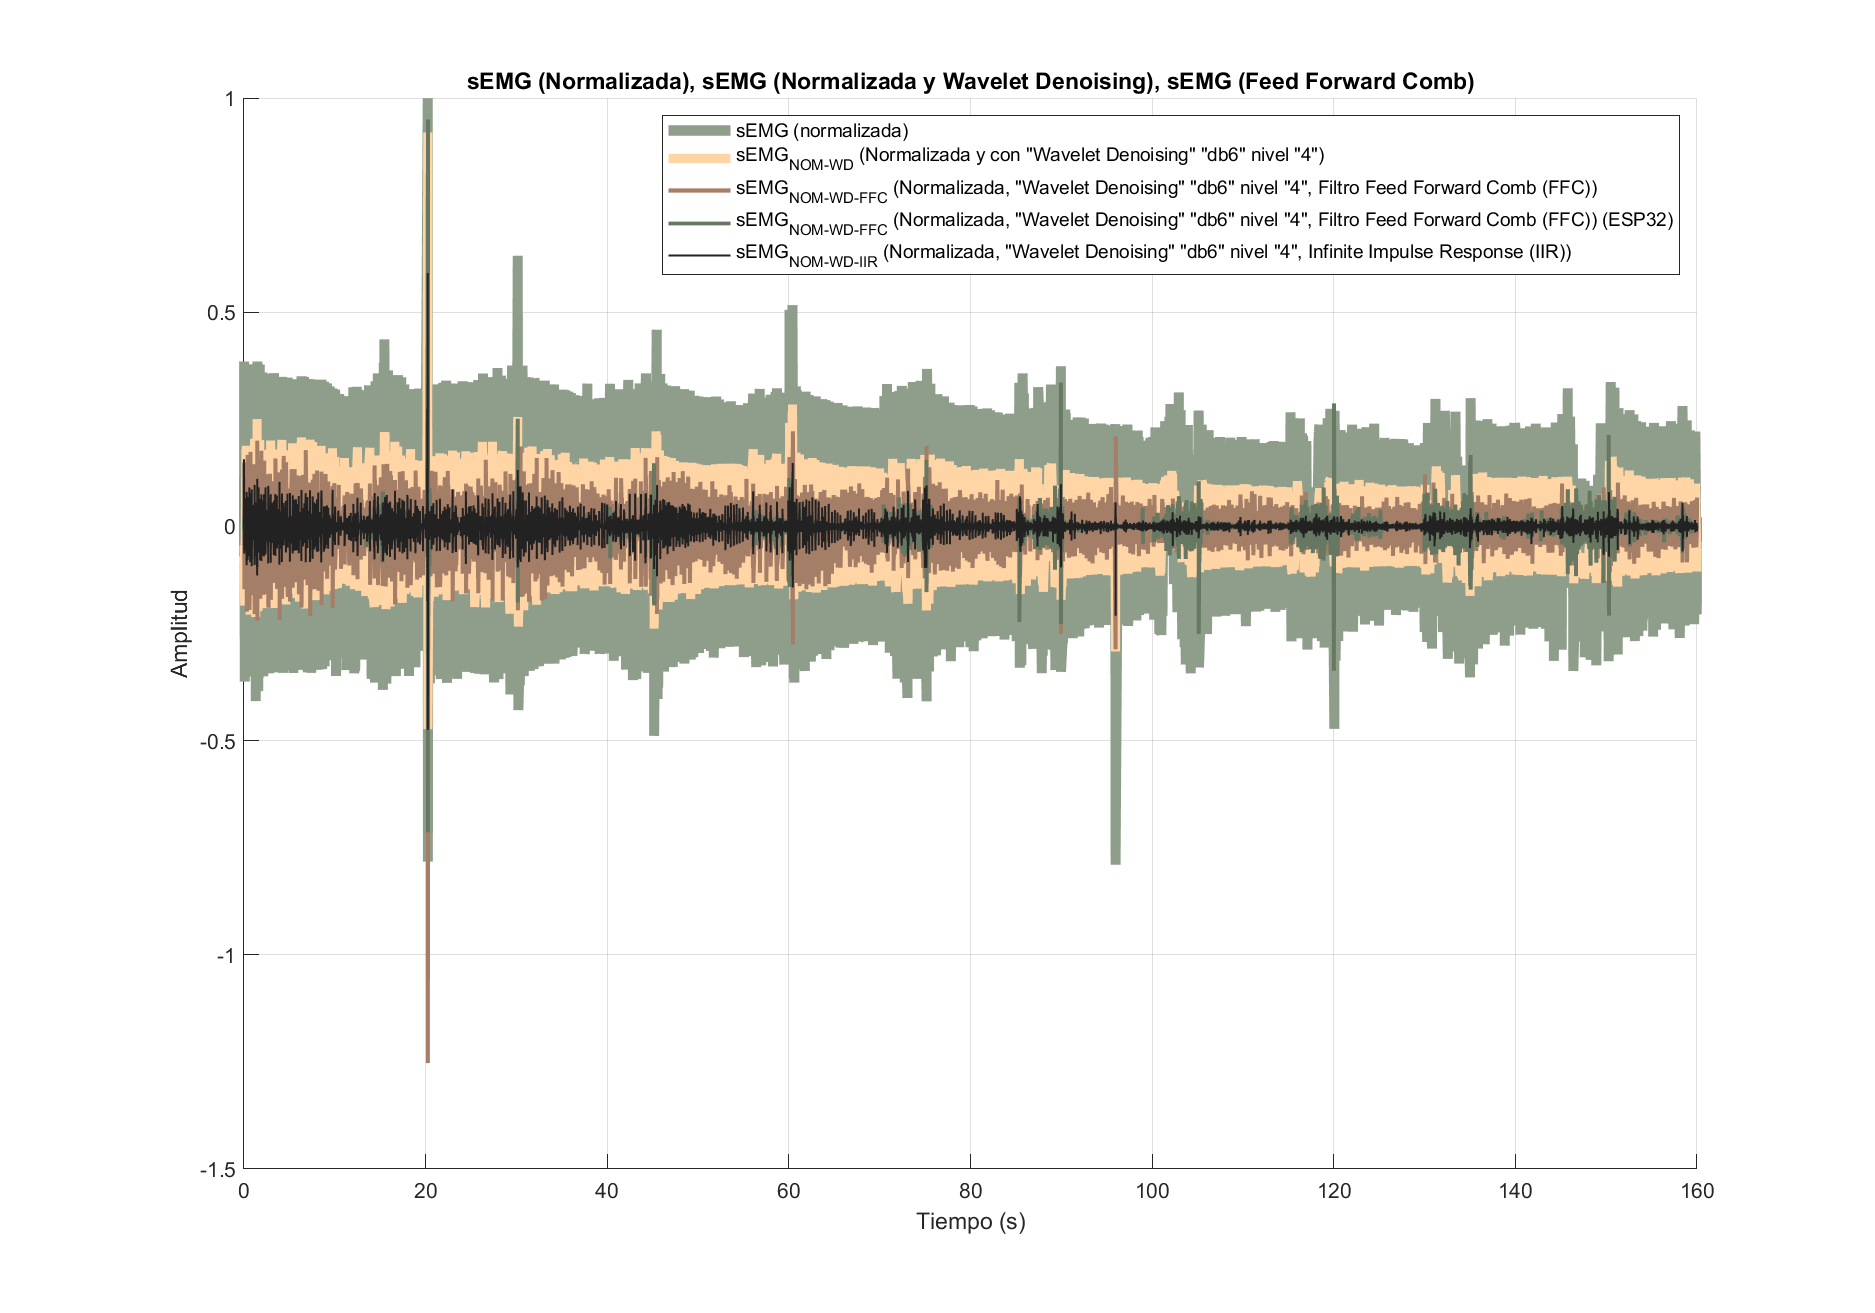 sEMG (Normalizada), sEMG (Normalizada y Wavelet Denoising), sEMG (Feed Forward Comb)
sEMG (normalizada)
sEMG_NOM-WD (Normalizada y con "Wavelet Denoising" "db6" nivel "4")
sEMG_NOM-WD-FFC (Normalizada, "Wavelet Denoising" "db6" nivel "4", Filtro Feed Forward Comb (FFC))
sEMG_NOM-WD-FFC (Normalizada, "Wavelet Denoising" "db6" nivel "4", Filtro Feed Forward Comb (FFC)) (ESP32)
sEMG_NOM-WD-IIR (Normalizada, "Wavelet Denoising" "db6" nivel "4", Infinite Impulse Response (IIR))
1
0.5
0
-0.5
-1
-1.5
Amplitud
0 20 40 60 80 100 120 140 160
Tiempo (s)